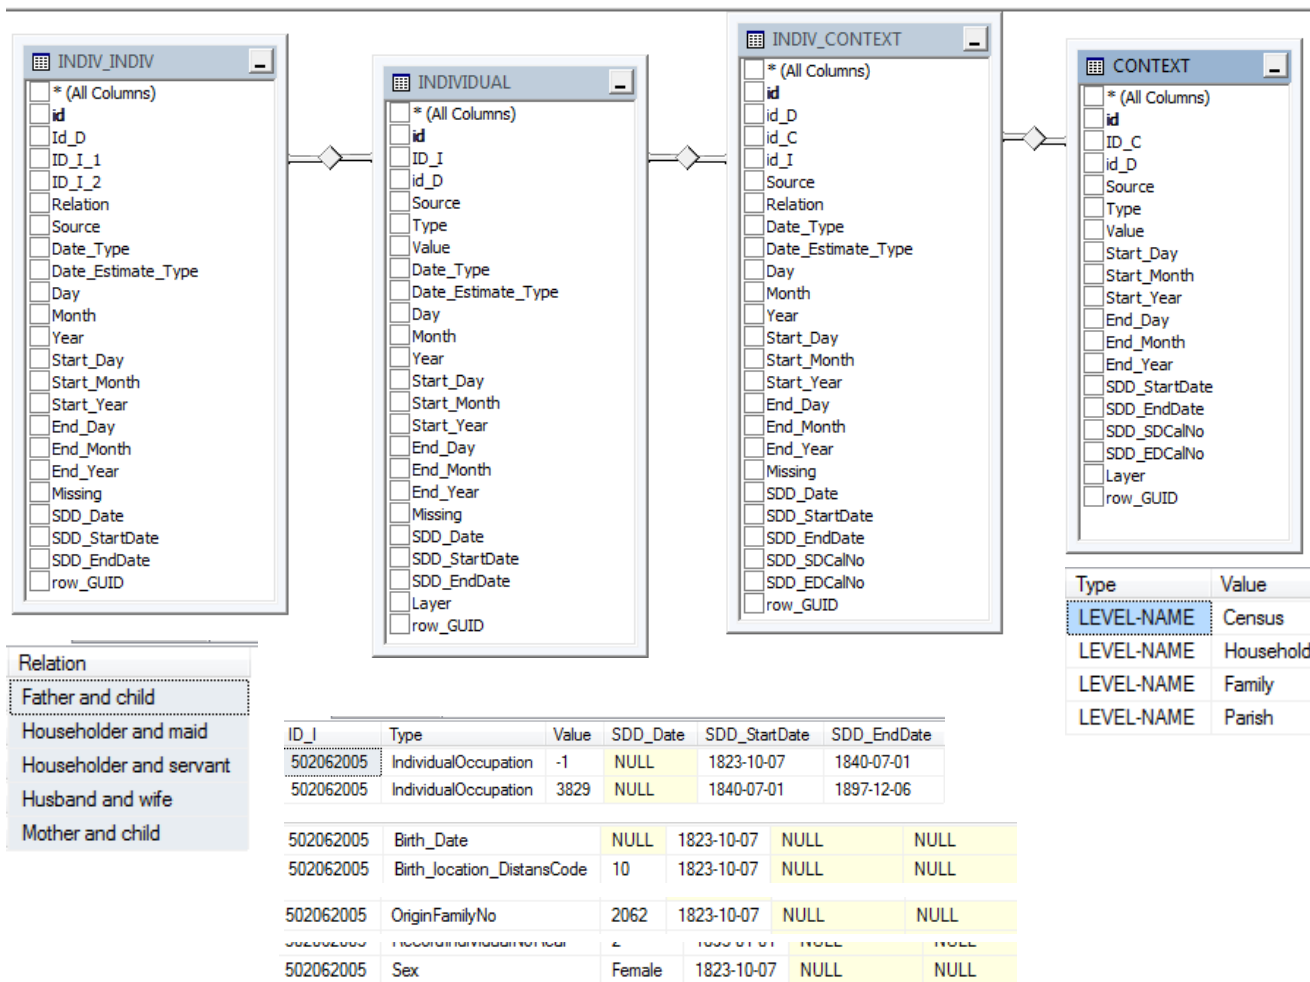 INDIV_INDIV
* (All Columns)
id
Id_D
ID_I_1
ID_I_2
Relation
Source
Date_Type
Date_Estimate_Type
Day
Month
Year
Start_Day
Start_Month
Start_Year
End_Day
End_Month
End_Year
Missing
SDD_Date
SDD_StartDate
SDD_EndDate
row_GUID
INDIVIDUAL
* (All Columns)
id
ID_I
id_D
Source
Type
Value
Date_Type
Date_Estimate_Type
Day
Month
Year
Start_Day
Start_Month
Start_Year
End_Day
End_Month
End_Year
Missing
SDD_Date
SDD_StartDate
SDD_EndDate
Layer
row_GUID
INDIV_CONTEXT
* (All Columns)
id
id_D
id_C
id_I
Source
Relation
Date_Type
Date_Estimate_Type
Day
Month
Year
Start_Day
Start_Month
Start_Year
End_Day
End_Month
End_Year
Missing
SDD_Date
SDD_StartDate
SDD_EndDate
SDD_SDCalNo
SDD_EDCalNo
row_GUID
CONTEXT
* (All Columns)
id
ID_C
id_D
Source
Type
Value
Start_Day
Start_Month
Start_Year
End_Day
End_Month
End_Year
SDD_StartDate
SDD_EndDate
SDD_SDCalNo
SDD_EDCalNo
Layer
row_GUID
Type Value
LEVEL-NAME Census
LEVEL-NAME Household
LEVEL-NAME Family
LEVEL-NAME Parish
Relation
Father and child
Householder and maid
Householder and servant
Husband and wife
Mother and child
ID_I Type Value SDD_Date SDD_StartDate SDD_EndDate
502062005 IndividualOccupation -1 NULL 1823-10-07 1840-07-01
502062005 IndividualOccupation 3829 NULL 1840-07-01 1897-12-06
502062005 Birth_Date NULL 1823-10-07 NULL NULL
502062005 Birth_location_DistansCode 10 1823-10-07 NULL NULL
502062005 OriginFamilyNo 2062 1823-10-07 NULL NULL
502062005 Sex Female 1823-10-07 NULL NULL